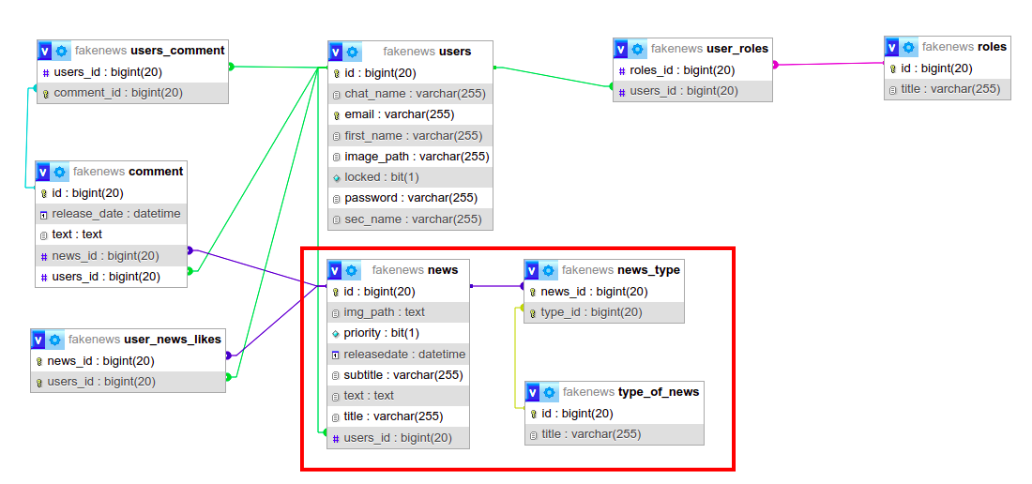 fakenews users_comment
# users_id : bigint(20)
comment_id : bigint(20)
fakenews users
id : bigint(20)
chat_name : varchar(255)
email : varchar(255)
first_name : varchar(255)
image_path : varchar(255)
locked : bit(1)
password : varchar(255)
sec_name : varchar(255)
fakenews user_roles
# roles_id : bigint(20)
# users_id : bigint(20)
fakenews roles
id : bigint(20)
title : varchar(255)
fakenews comment
id : bigint(20)
release_date : datetime
text : text
# news_id : bigint(20)
# users_id : bigint(20)
fakenews user_news_likes
news_id : bigint(20)
users_id : bigint(20)
fakenews news
id : bigint(20)
img_path : text
priority : bit(1)
releasedate : datetime
subtitle : varchar(255)
text : text
title : varchar(255)
# users_id : bigint(20)
fakenews news_type
news_id : bigint(20)
type_id : bigint(20)
fakenews type_of_news
id : bigint(20)
title : varchar(255)